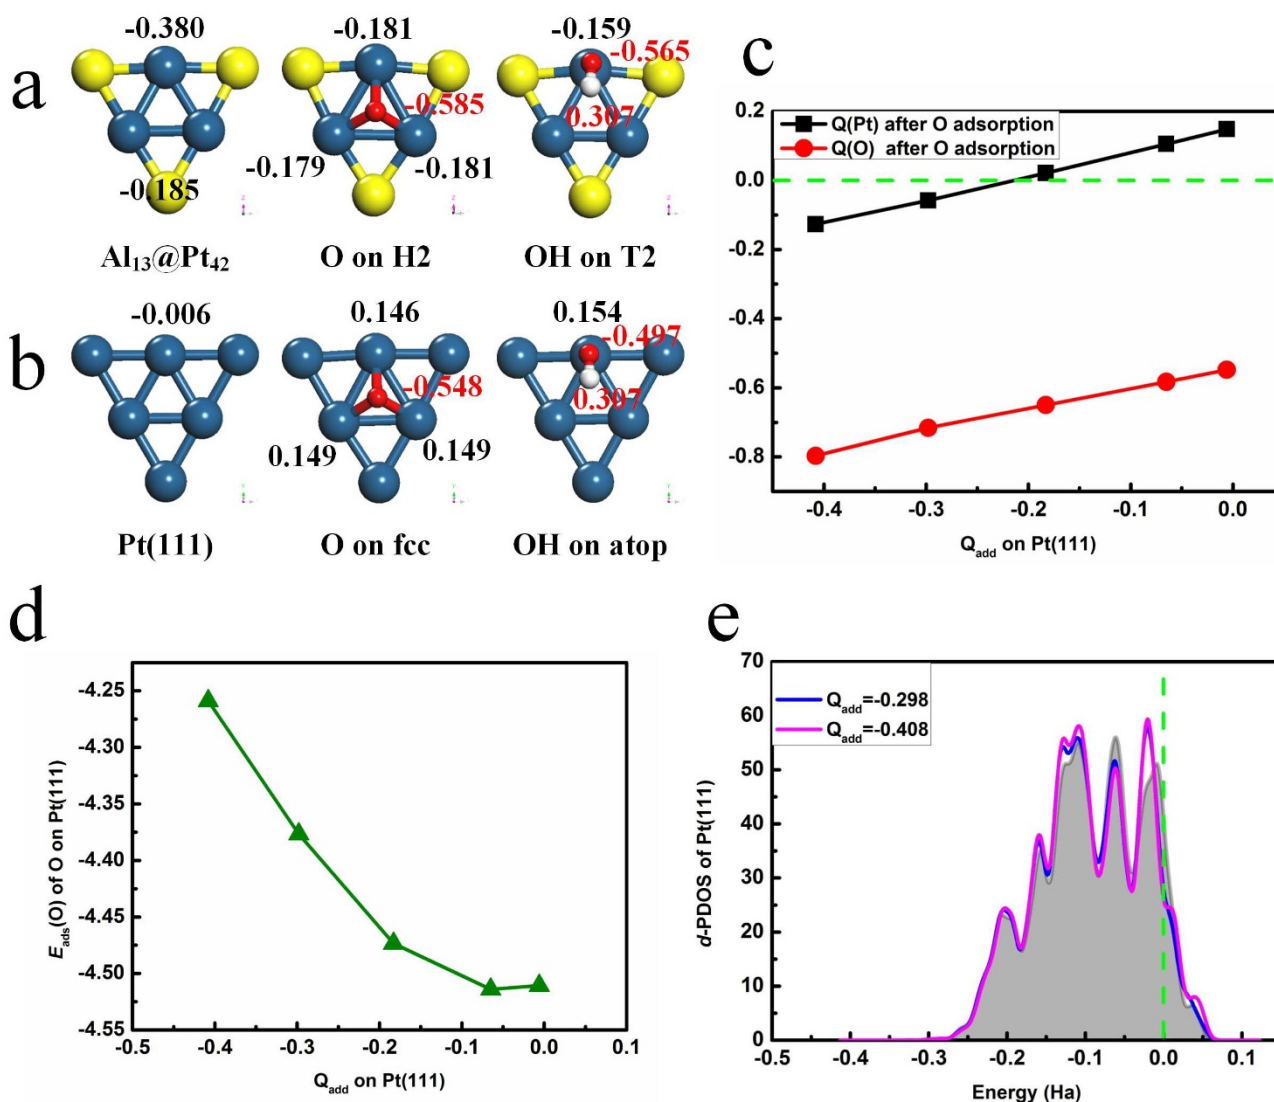 a
-0.380
-0.181
-0.159
-0.565
-0.585
0.307
-0.179
-0.181
-0.185
Al₁₃@Pt₄₂
O on H2
OH on T2
b
-0.006
0.146
0.154
-0.497
-0.548
0.307
0.149
0.149
Pt(111)
O on fcc
OH on atop
c
Q(Pt) after O adsorption
Q(O) after O adsorption
0.2
0.0
-0.2
-0.4
-0.6
-0.8
-0.4
-0.3
-0.2
-0.1
0.0
Q_add on Pt(111)
d
E_ads(O) of O on Pt(111)
-4.25
-4.30
-4.35
-4.40
-4.45
-4.50
-4.55
-0.5
-0.4
-0.3
-0.2
-0.1
0.0
0.1
Q_add on Pt(111)
e
Q_add=-0.298
Q_add=-0.408
d-PDOS of Pt(111)
70
60
50
40
30
20
10
0
-0.5
-0.4
-0.3
-0.2
-0.1
0.0
0.1
Energy (Ha)